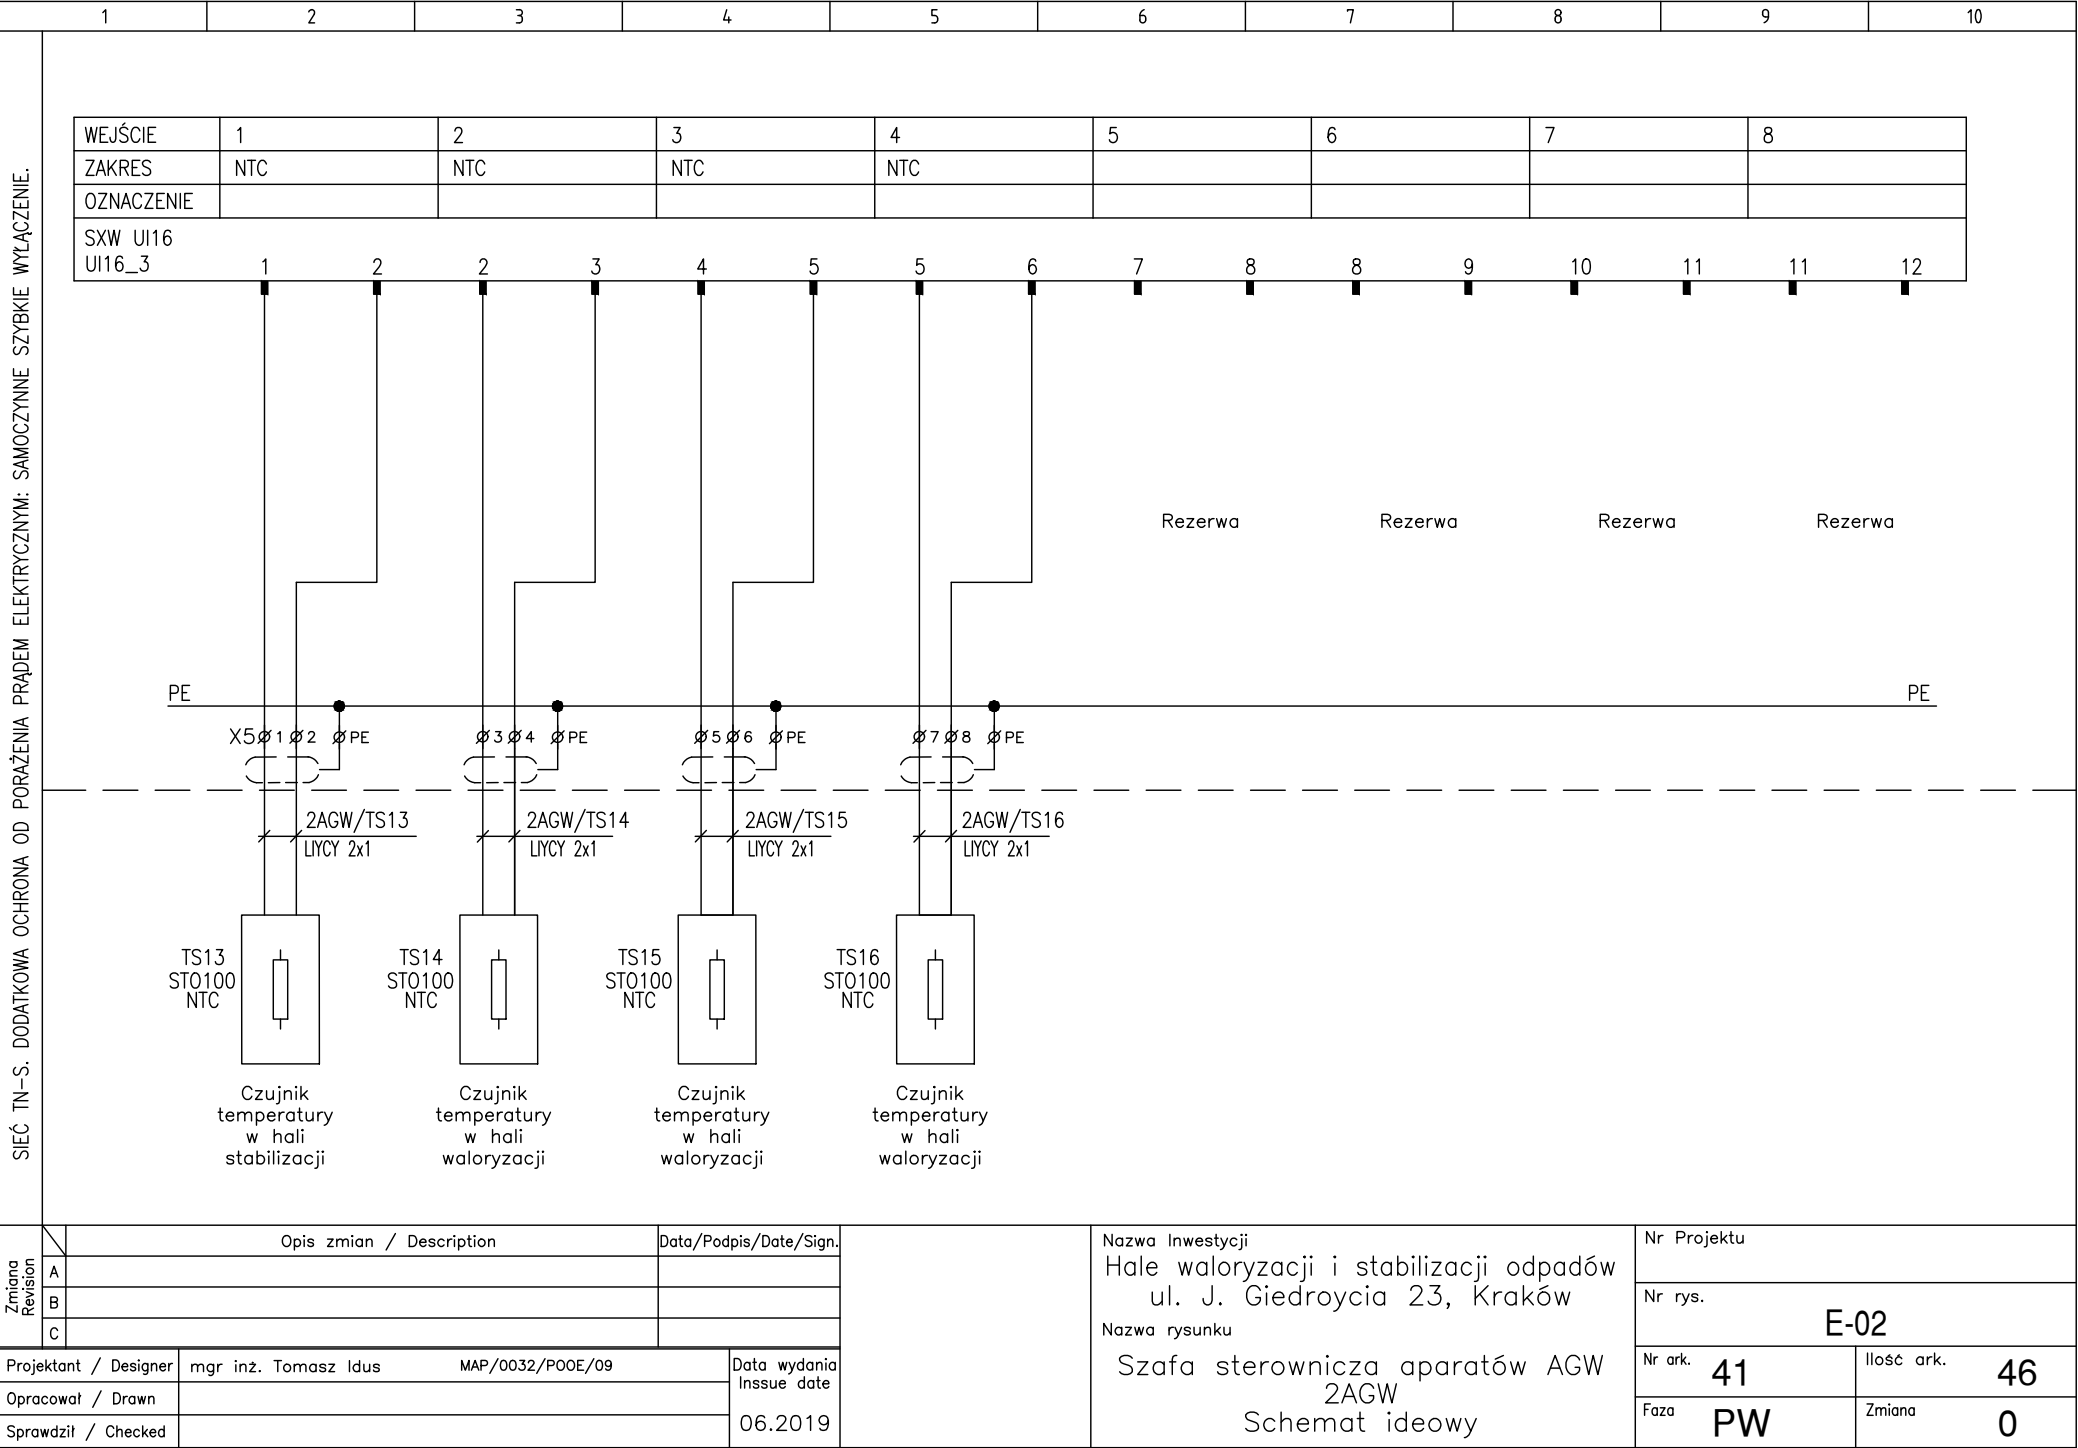 1 2 3 4 5 6 7 8 9 10
SIEĆ TN-S. DODATKOWA OCHRONA OD PORAŻENIA PRĄDEM ELEKTRYCZNYM: SAMOCZYNNE SZYBKIE WYŁĄCZENIE.
WEJŚCIE 1 2 3 4 5 6 7 8
ZAKRES NTC NTC NTC NTC
OZNACZENIE
SXW UI16
UI16_3
1 2 2 3 4 5 5 6 7 8 8 9 10 11 11 12
Rezerwa Rezerwa Rezerwa Rezerwa
PE PE
X5 1 2 PE 3 4 PE 5 6 PE 7 8 PE
2AGW/TS13 2AGW/TS14 2AGW/TS15 2AGW/TS16
LIYCY 2x1 LIYCY 2x1 LIYCY 2x1 LIYCY 2x1
TS13 TS14 TS15 TS16
STO100 STO100 STO100 STO100
NTC NTC NTC NTC
Czujnik Czujnik Czujnik Czujnik
temperatury temperatury temperatury temperatury
w hali w hali w hali w hali
stabilizacji waloryzacji waloryzacji waloryzacji
Zmiana
Revision
Opis zmian / Description Data/Podpis/Date/Sign.
A
B
C
Projektant / Designer mgr inż. Tomasz Idus MAP/0032/POOE/09
Opracował / Drawn
Sprawdził / Checked
Data wydania
Inssue date
06.2019
Nazwa Inwestycji
Hale waloryzacji i stabilizacji odpadów
ul. J. Giedroycia 23, Kraków
Nazwa rysunku
Szafa sterownicza aparatów AGW
2AGW
Schemat ideowy
Nr Projektu
Nr rys.
E-02
Nr ark. 41 Ilość ark. 46
Faza PW Zmiana 0